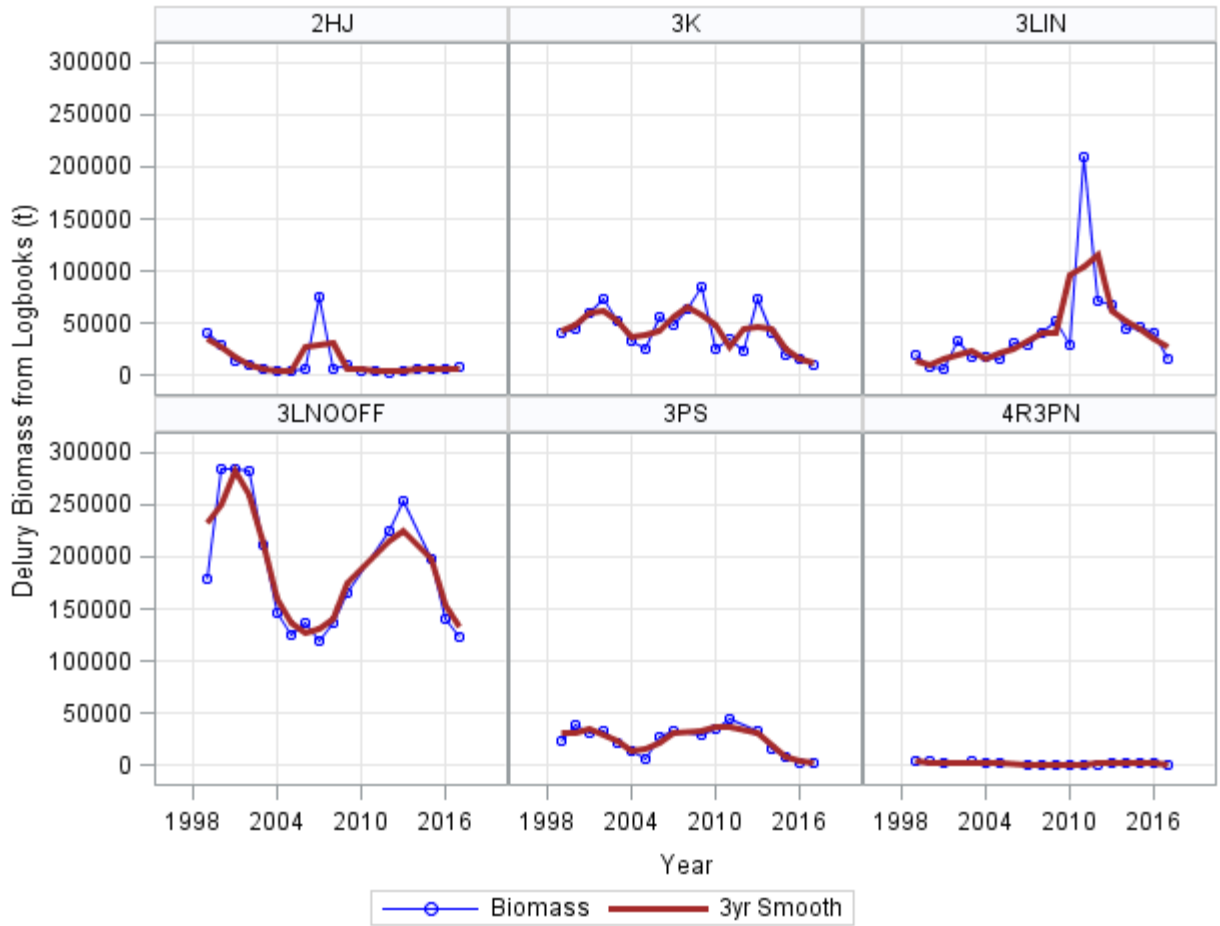 2HJ 3K 3LIN
300000
250000
200000
150000
100000
50000
0
3LNOOFF 3PS 4R3PN
300000
250000
200000
150000
100000
50000
0
Delury Biomass from Logbooks (t)
1998 2004 2010 2016 1998 2004 2010 2016 1998 2004 2010 2016
Year
Biomass 3yr Smooth